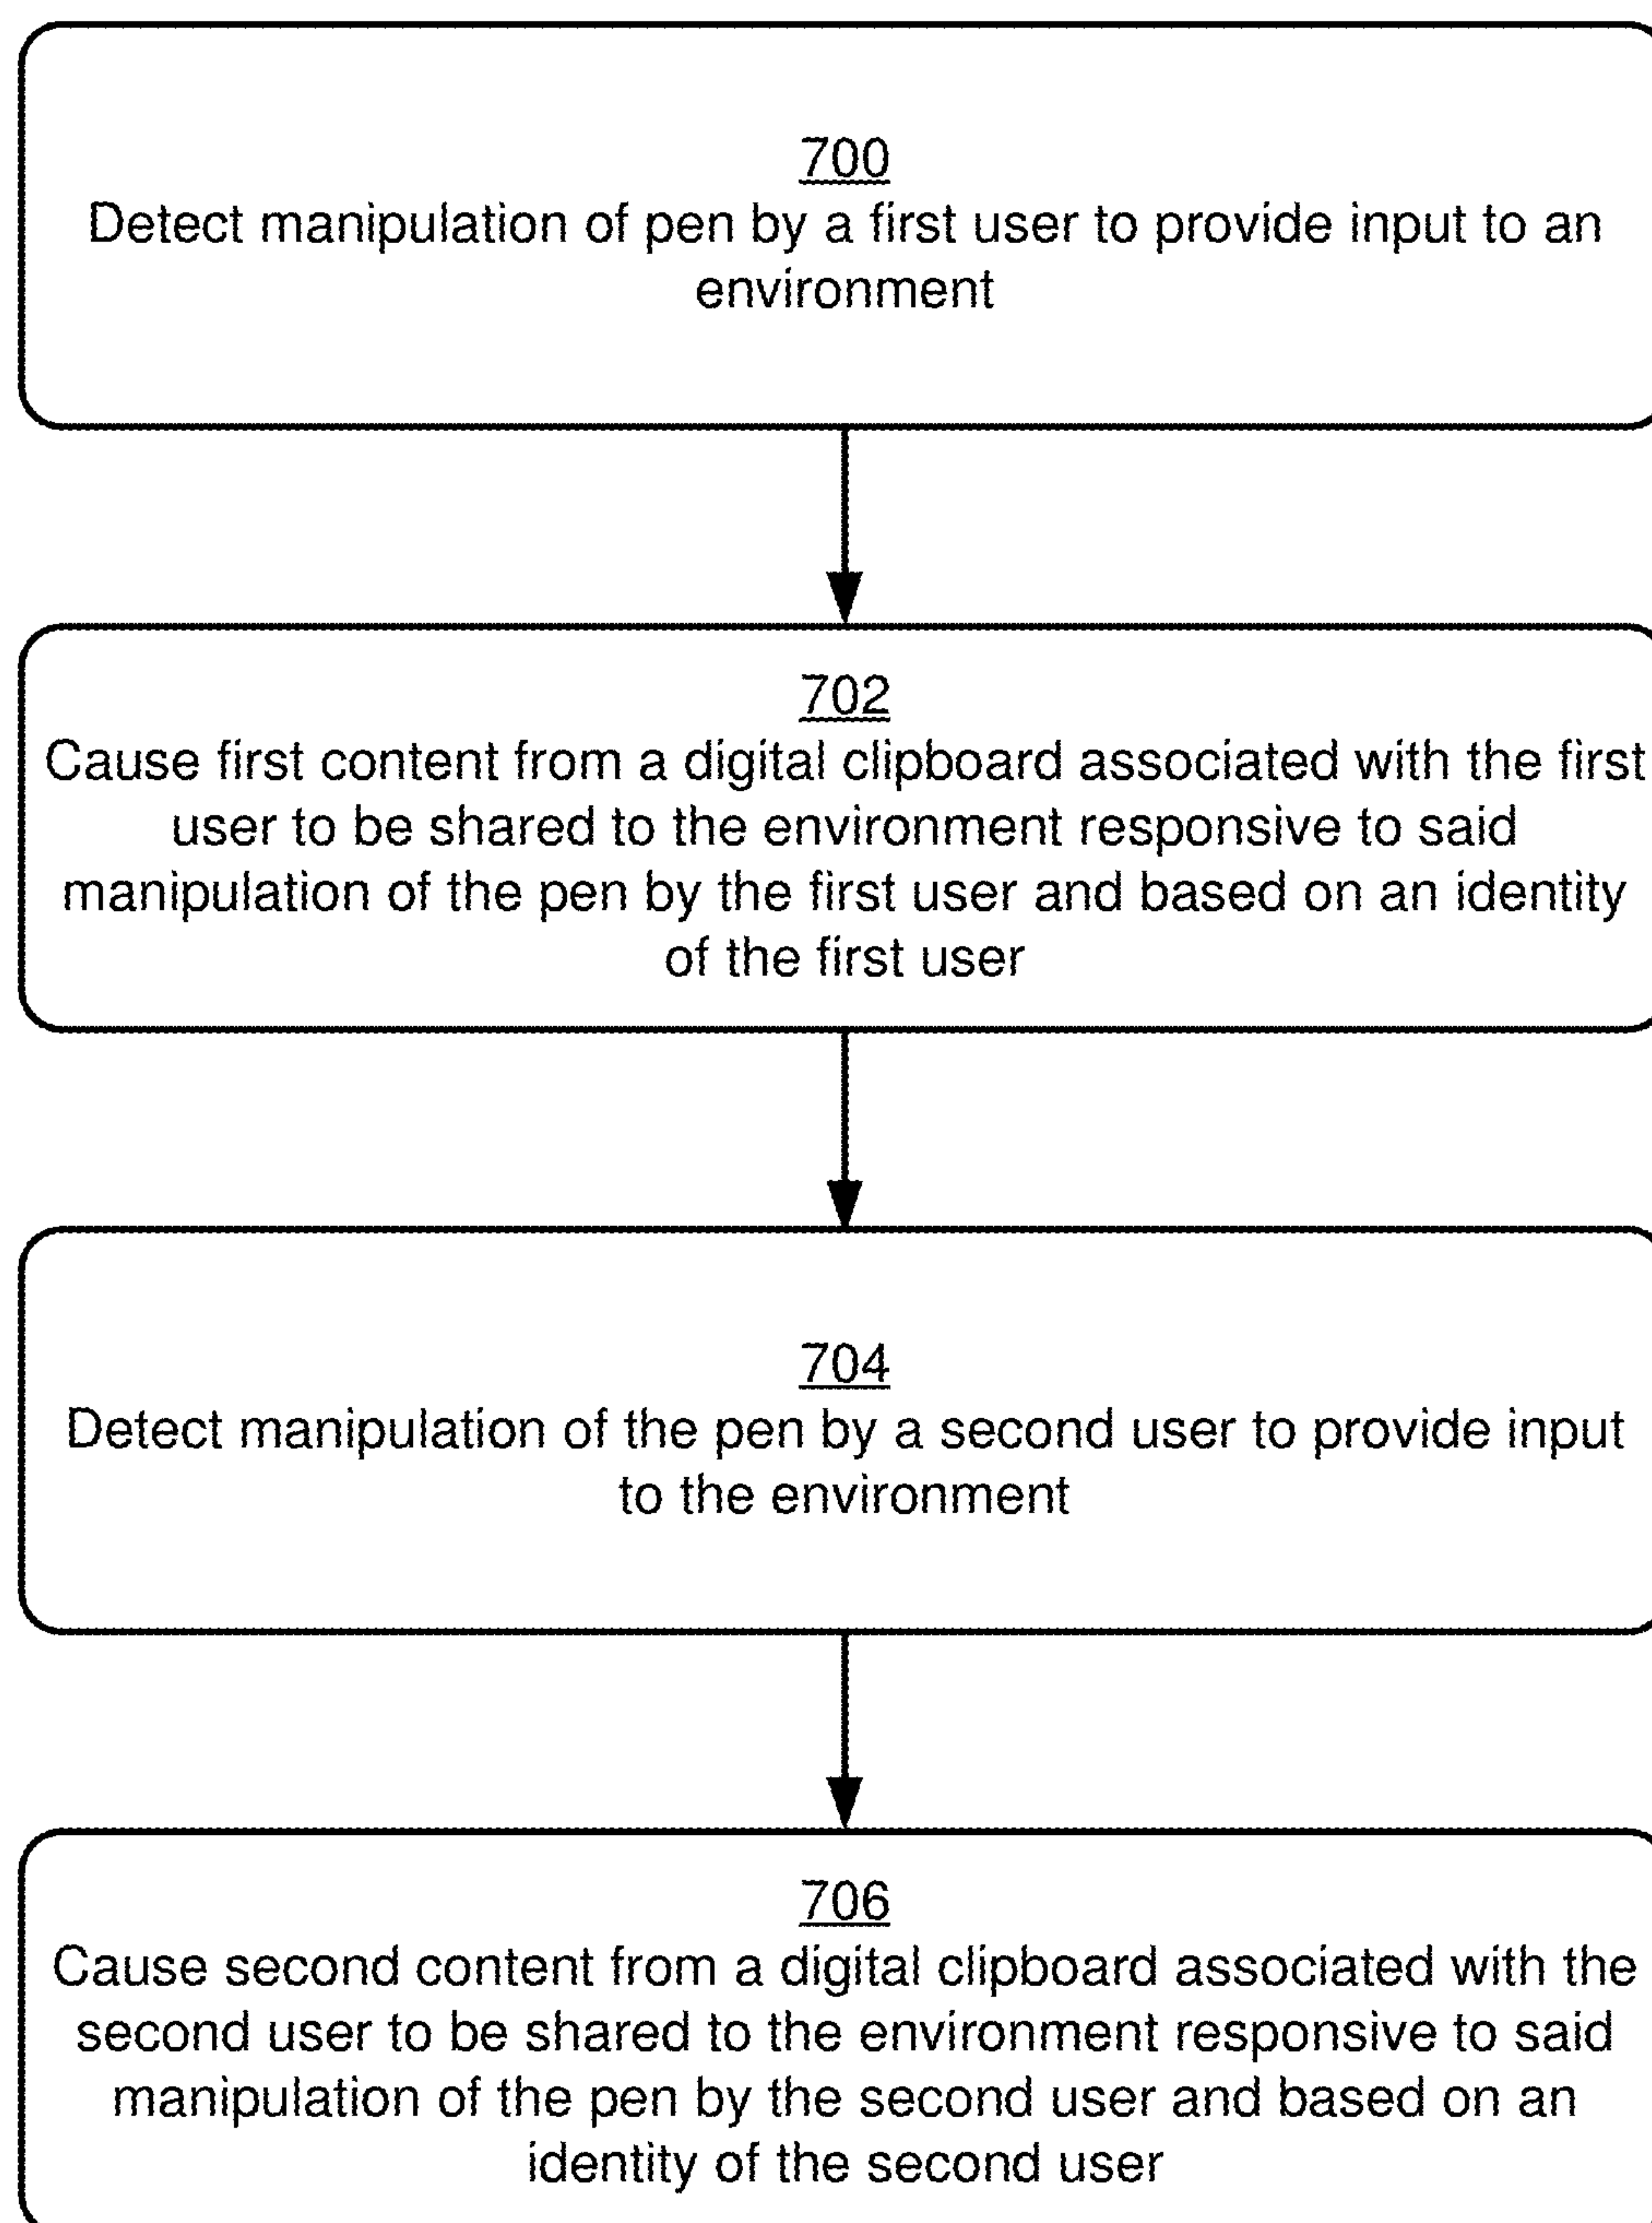 700
Detect manipulation of pen by a first user to provide input to an
environment
702
Cause first content from a digital clipboard associated with the first
user to be shared to the environment responsive to said
manipulation of the pen by the first user and based on an identity
of the first user
704
Detect manipulation of the pen by a second user to provide input
to the environment
706
Cause second content from a digital clipboard associated with the
second user to be shared to the environment responsive to said
manipulation of the pen by the second user and based on an
identity of the second user